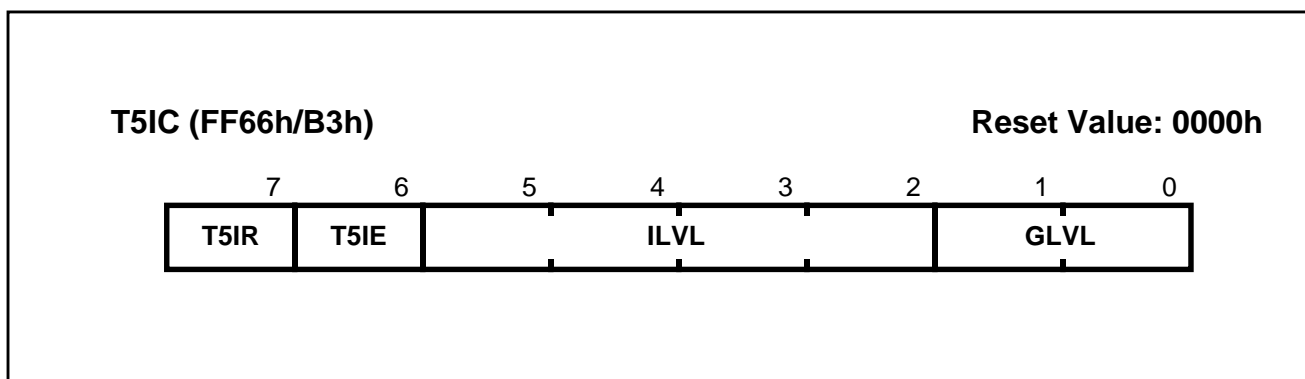 T5IC (FF66h/B3h) Reset Value: 0000h
7 6 5 4 3 2 1 0
T5IR T5IE ILVL GLVL